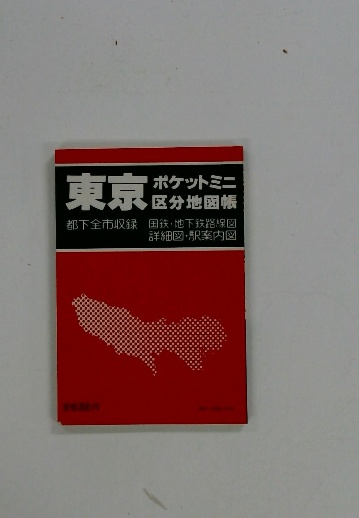 東京 ポケットミニ
区分地図帳
都下全市収録 国鉄・地下鉄路線図
詳細図・駅案内図